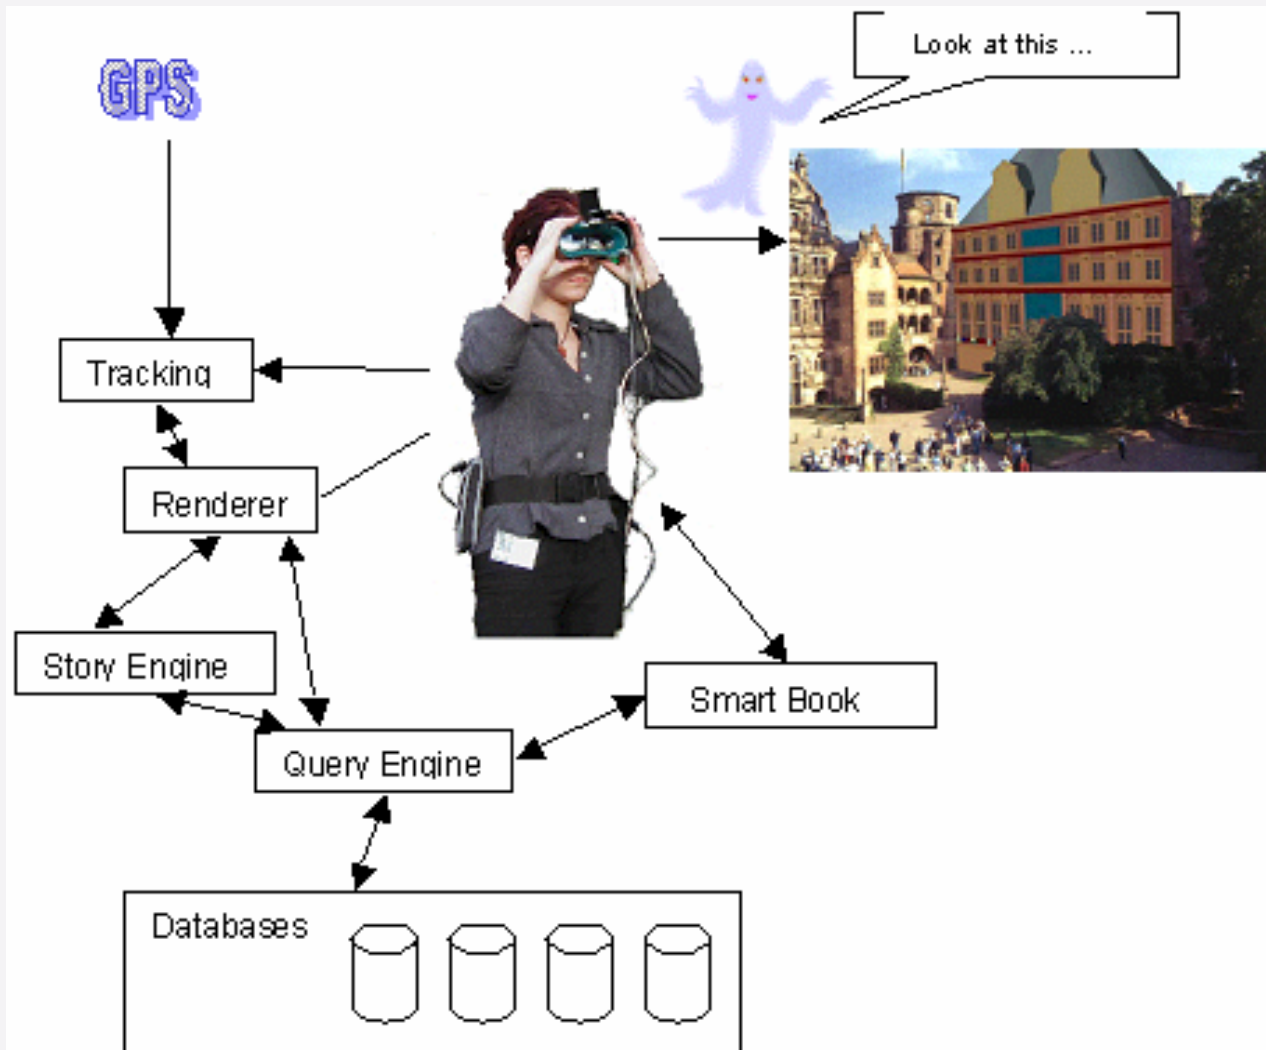 GPS
Look at this ...
Tracking
Renderer
Story Engine
Smart Book
Query Engine
Databases